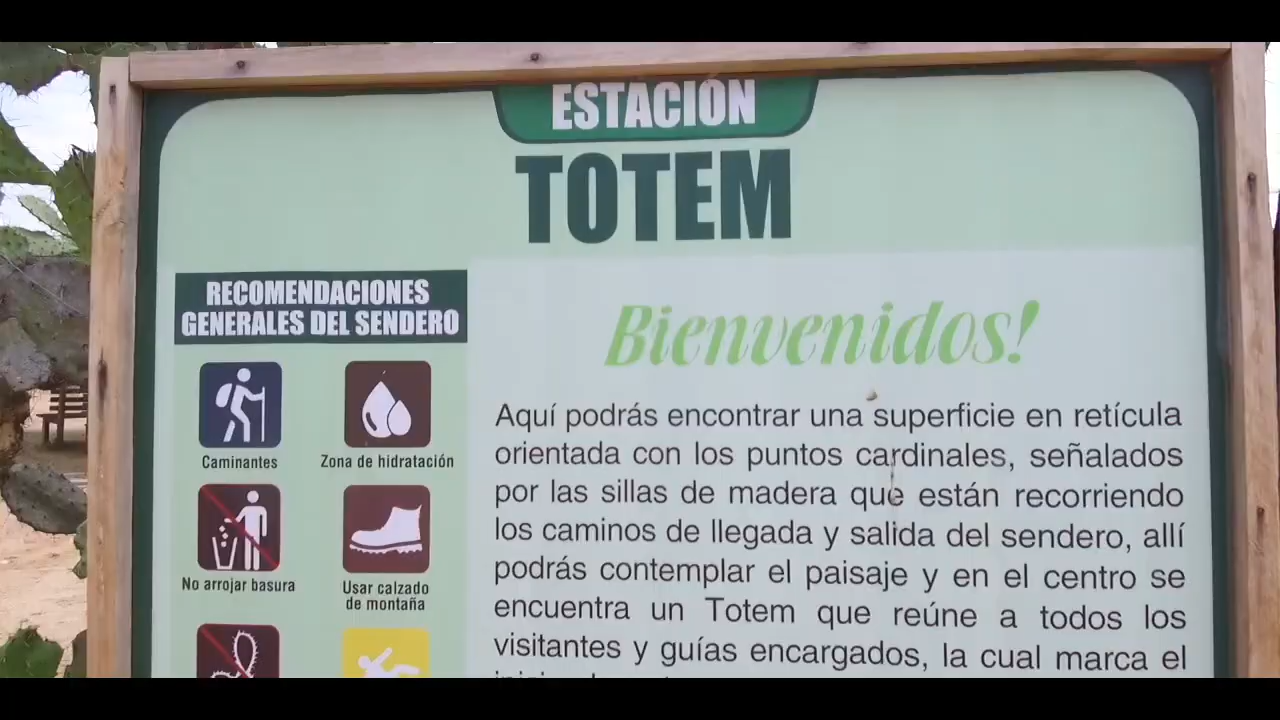 ESTACIÓN
TOTEM
RECOMENDACIONES
GENERALES DEL SENDERO
Caminantes
Zona de hidratación
No arrojar basura
Usar calzado
de montaña
Bienvenidos!
Aquí podrás encontrar una superficie en retícula
orientada con los puntos cardinales, señalados
por las sillas de madera que están recorriendo
los caminos de llegada y salida del sendero, allí
podrás contemplar el paisaje y en el centro se
encuentra un Totem que reúne a todos los
visitantes y guías encargados, la cual marca el